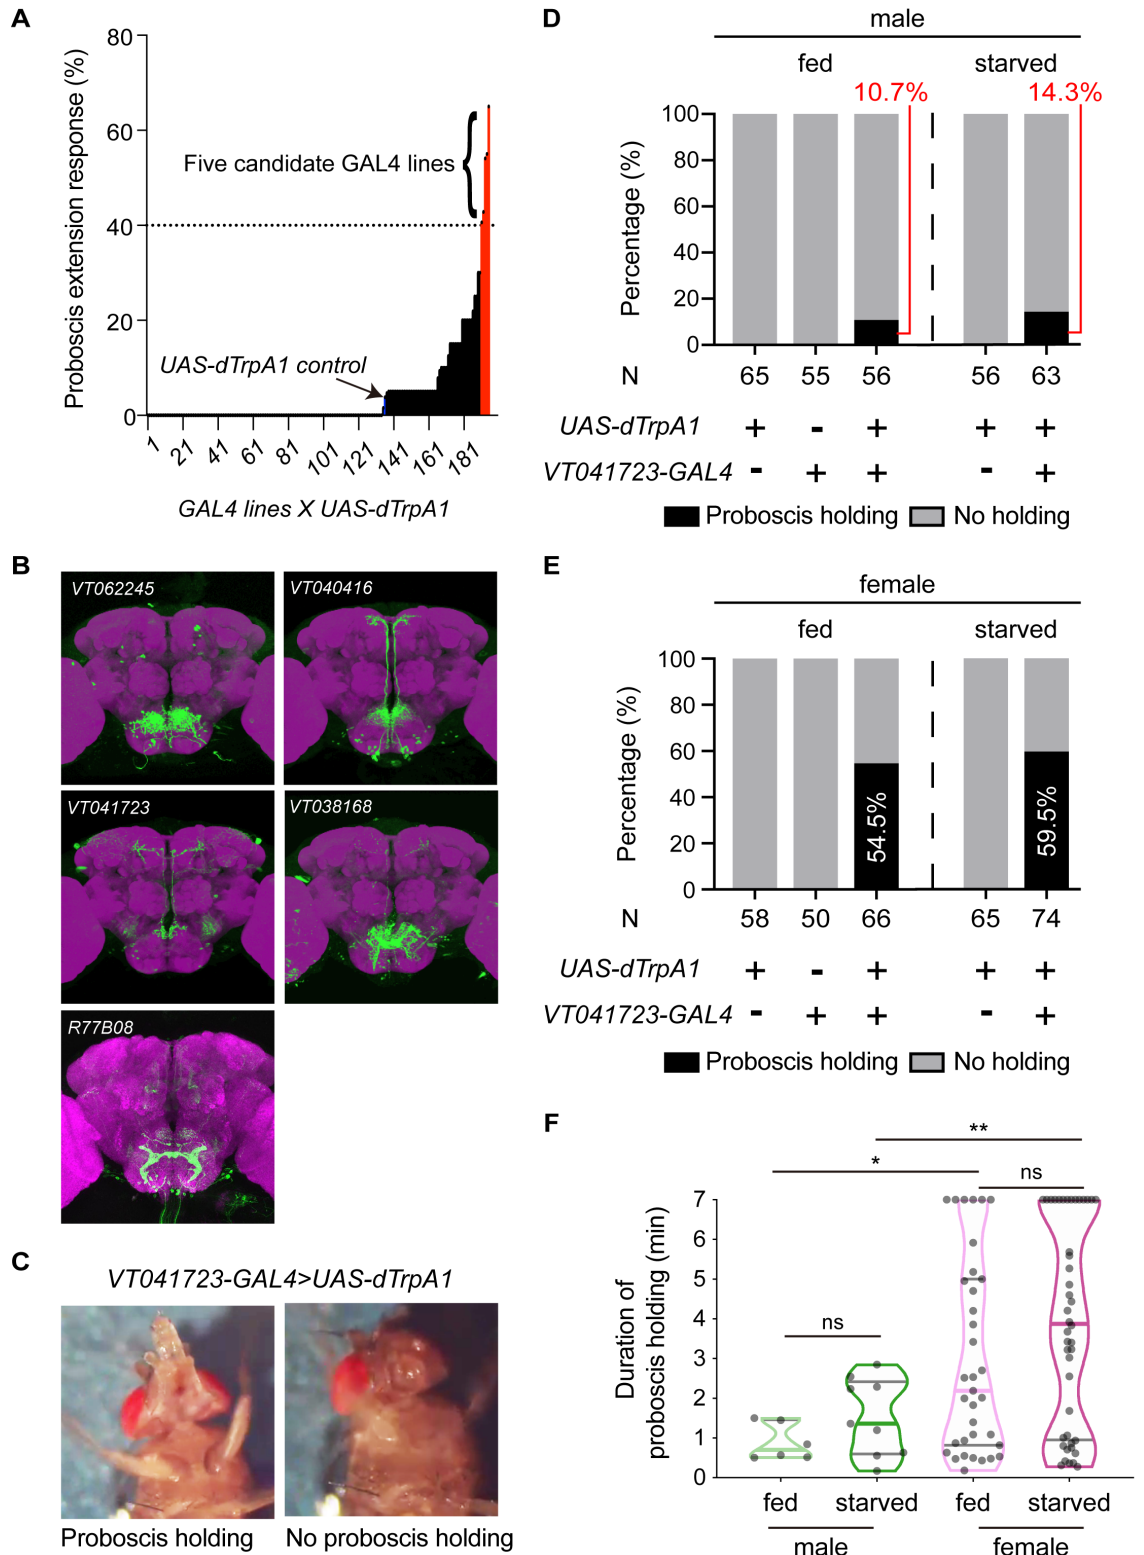 A
80
60
40
20
0
Proboscis extension response (%)
Five candidate GAL4 lines
UAS-dTrpA1 control
1 21 41 61 81 101 121 141 161 181
GAL4 lines X UAS-dTrpA1
B
VT062245
VT040416
VT041723
VT038168
R77B08
C
VT041723-GAL4>UAS-dTrpA1
Proboscis holding
No proboscis holding
D
male
fed starved
10.7% 14.3%
100
80
60
40
20
0
Percentage (%)
N 65 55 56 56 63
UAS-dTrpA1 + - + + +
VT041723-GAL4 - + + - +
Proboscis holding No holding
E
female
fed starved
100
80
60
40
20
0
Percentage (%)
54.5%
59.5%
N 58 50 66 65 74
UAS-dTrpA1 + - + + +
VT041723-GAL4 - + + - +
Proboscis holding No holding
F
**
*
ns
ns
7
6
5
4
3
2
1
0
Duration of
proboscis holding (min)
fed starved fed starved
male female